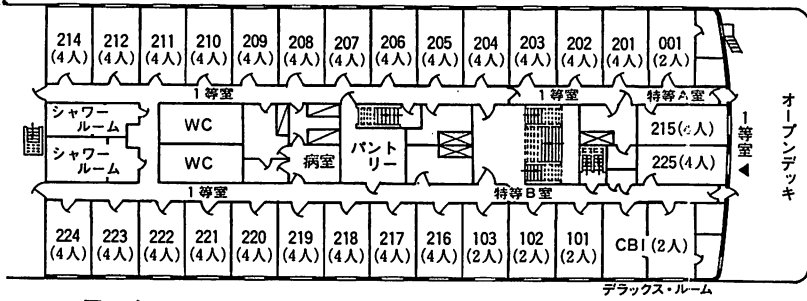 214 212 211 210 209 208 207 206 205 204 203 202 201 001
(4人) (4人) (4人) (4人) (4人) (4人) (4人) (4人) (4人) (4人) (4人) (4人) (4人) (2人)
1等室 1等室 特等A室
シャワー
ルーム
WC
シャワー
ルーム
WC
病室
パント
リー
215(4人)
225(4人)
1等室◀
オープンデッキ
1等室 特等B室
224 223 222 221 220 219 218 217 216 103 102 101 CBI(2人)
(4人) (4人) (4人) (4人) (4人) (4人) (4人) (4人) (4人) (2人) (2人) (2人)
デラックス・ルーム